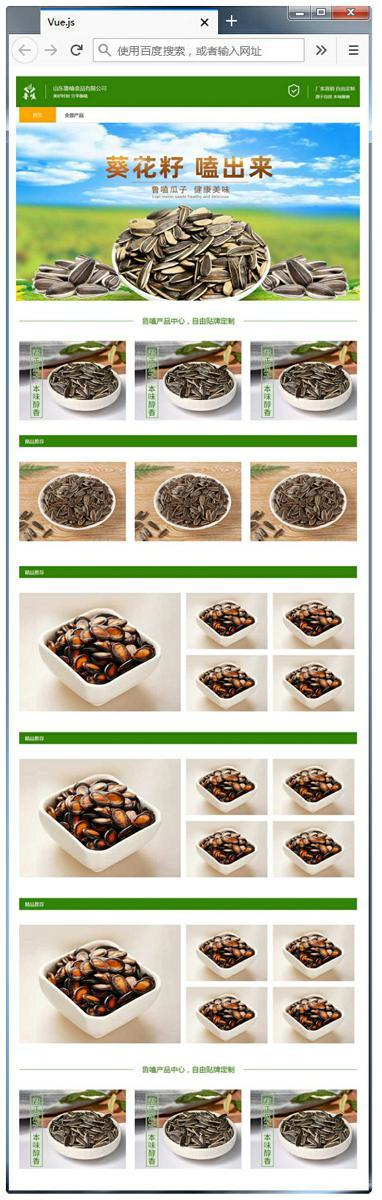 Vue.js
使用百度搜索，或者输入网址
山东鲁嗑食品有限公司
厂家直销 自由定制
首页
全部产品
葵花籽 嗑出来
鲁嗑瓜子 健康美味
鲁嗑产品中心，自由贴牌定制
本味醇香
本味醇香
本味醇香
精品推荐
精品推荐
精品推荐
精品推荐
鲁嗑产品中心，自由贴牌定制
本味醇香
本味醇香
本味醇香